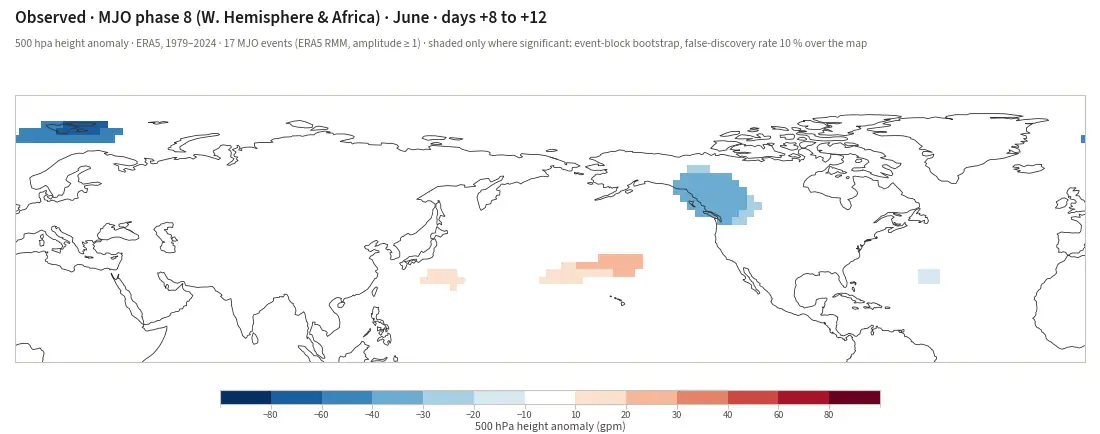 Observed · MJO phase 8 (W. Hemisphere & Africa) · June · days +8 to +12
500 hpa height anomaly · ERA5, 1979–2024 · 17 MJO events (ERA5 RMM, amplitude ≥ 1) · shaded only where significant: event-block bootstrap, false-discovery rate 10 % over the map
−80 −60 −40 −30 −20 −10 10 20 30 40 60 80
500 hPa height anomaly (gpm)